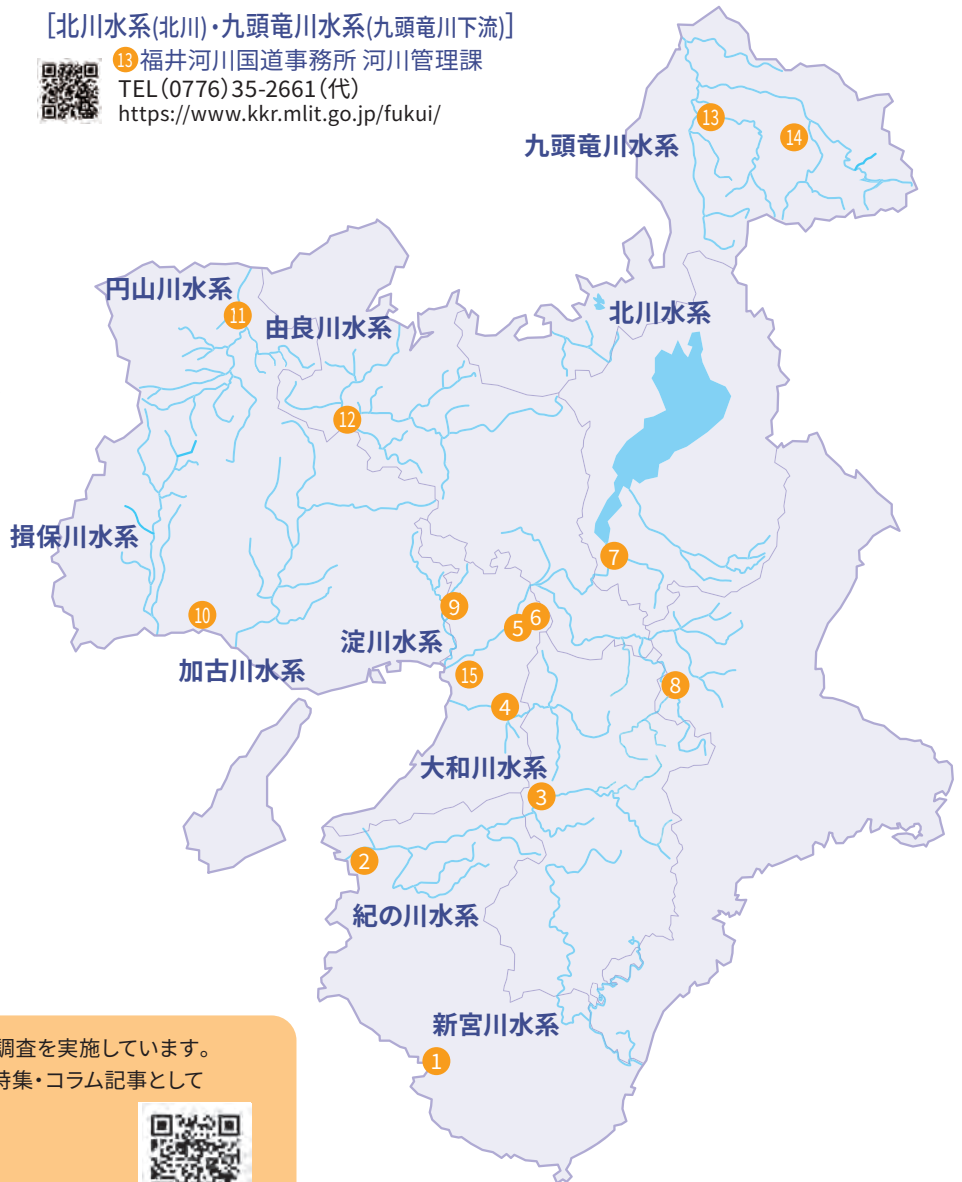 [北川水系(北川)・九頭竜川水系(九頭竜川下流)]
13福井河川国道事務所 河川管理課
TEL(0776)35-2661(代)
https://www.kkr.mlit.go.jp/fukui/
13
14
九頭竜川水系
円山川水系
11
由良川水系
北川水系
12
揖保川水系
7
10
9
6
5
淀川水系
加古川水系
15
8
4
大和川水系
3
2
紀の川水系
新宮川水系
1
調査を実施しています。
特集・コラム記事として